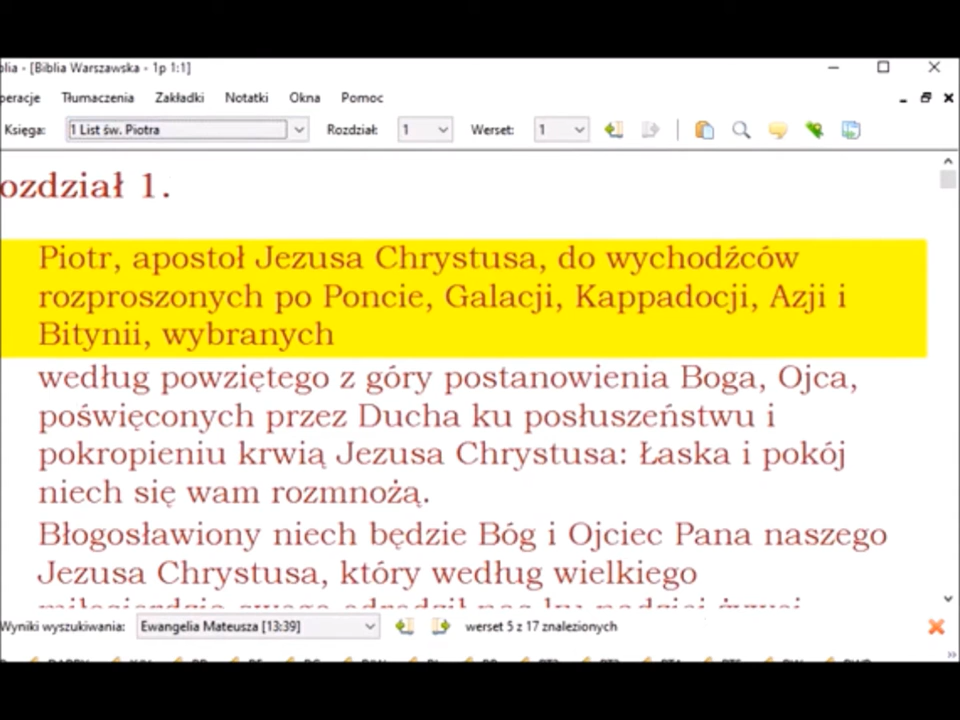 blia - [Biblia Warszawska - 1p 1:1]
peracje Tłumaczenia Zakładki Notatki Okna Pomoc
Księga: 1 List św. Piotra Rozdział: 1 Werset: 1
ozdział 1.
Piotr, apostoł Jezusa Chrystusa, do wychodźców
rozproszonych po Poncie, Galacji, Kappadocji, Azji i
Bitynii, wybranych
według powziętego z góry postanowienia Boga, Ojca,
poświęconych przez Ducha ku posłuszeństwu i
pokropieniu krwią Jezusa Chrystusa: Łaska i pokój
niech się wam rozmnożą.
Błogosławiony niech będzie Bóg i Ojciec Pana naszego
Jezusa Chrystusa, który według wielkiego
Wyniki wyszukiwania: Ewangelia Mateusza [13:39] werset 5 z 17 znalezionych